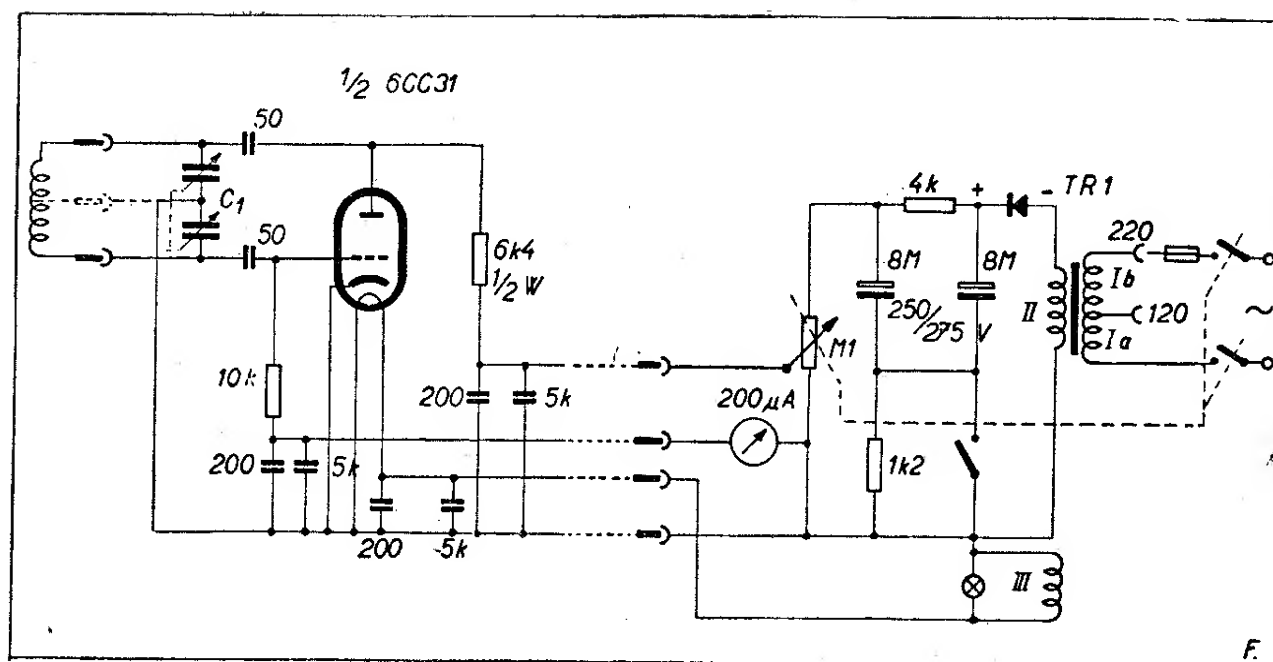 1/2 6CC31
50
C1
50
6k4
1/2 W
10k
200
5k
200
5k
200
5k
4k
+
- TR1
8M
8M
250/275 V
M1
200µA
1k2
II
220
Ib
120
Ia
~
III
F.